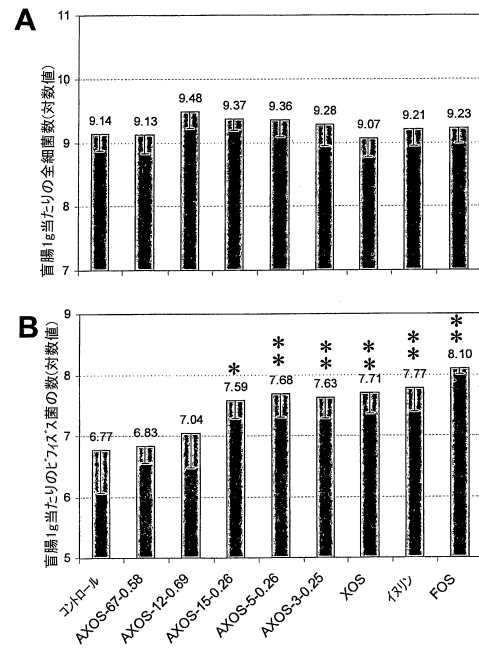 A
盲腸1g当たりの全細菌数(対数値)
11
10
9
8
7
9.14
9.13
9.48
9.37
9.36
9.28
9.07
9.21
9.23
B
盲腸1g当たりのビフィズス菌の数(対数値)
9
8
7
6
5
6.77
6.83
7.04
*
7.59
**
7.68
**
7.63
**
7.71
**
7.77
**
8.10
コントロール
AXOS-67-0.58
AXOS-12-0.69
AXOS-15-0.26
AXOS-5-0.26
AXOS-3-0.25
XOS
イヌリン
FOS